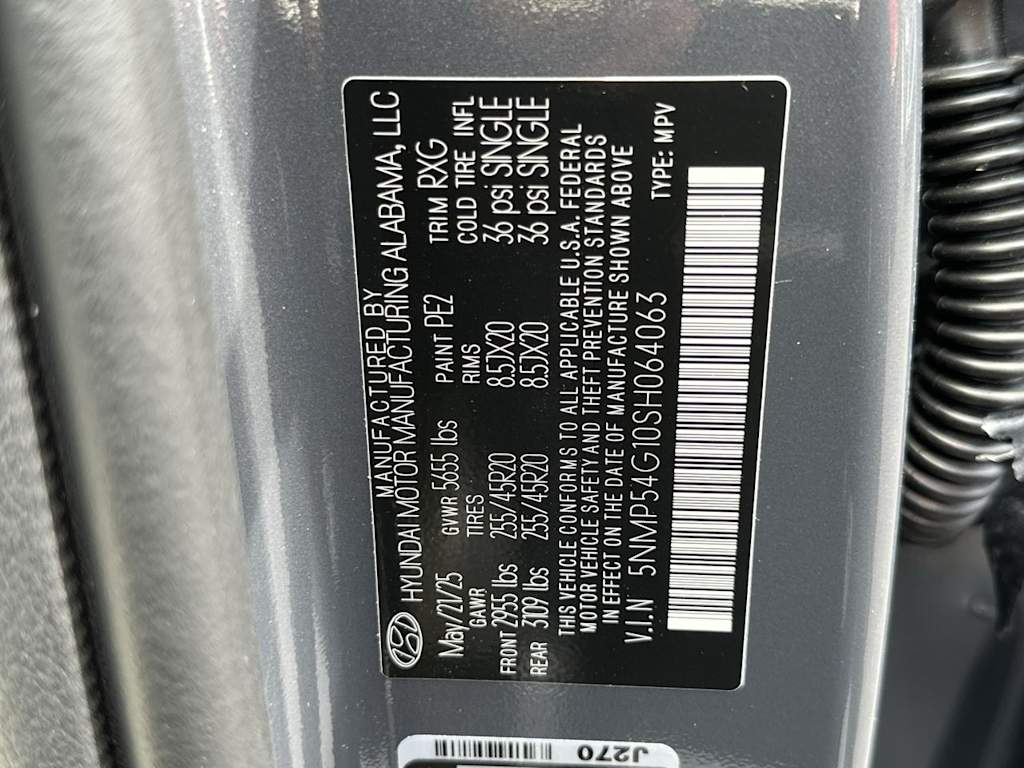 MANUFACTURED BY
HYUNDAI MOTOR MANUFACTURING ALABAMA, LLC
May/21/25 GVWR 5655 lbs PAINT PE2 TRIM RXG
GAWR TIRES RIMS COLD TIRE INFL
FRONT 2955 lbs 255/45R20 8.5JX20 36 psi SINGLE
REAR 3109 lbs 255/45R20 8.5JX20 36 psi SINGLE
THIS VEHICLE CONFORMS TO ALL APPLICABLE U.S.A. FEDERAL
MOTOR VEHICLE SAFETY AND THEFT PREVENTION STANDARDS
IN EFFECT ON THE DATE OF MANUFACTURE SHOWN ABOVE
V.I.N 5NMP54G10SH064063 TYPE: MPV
J270